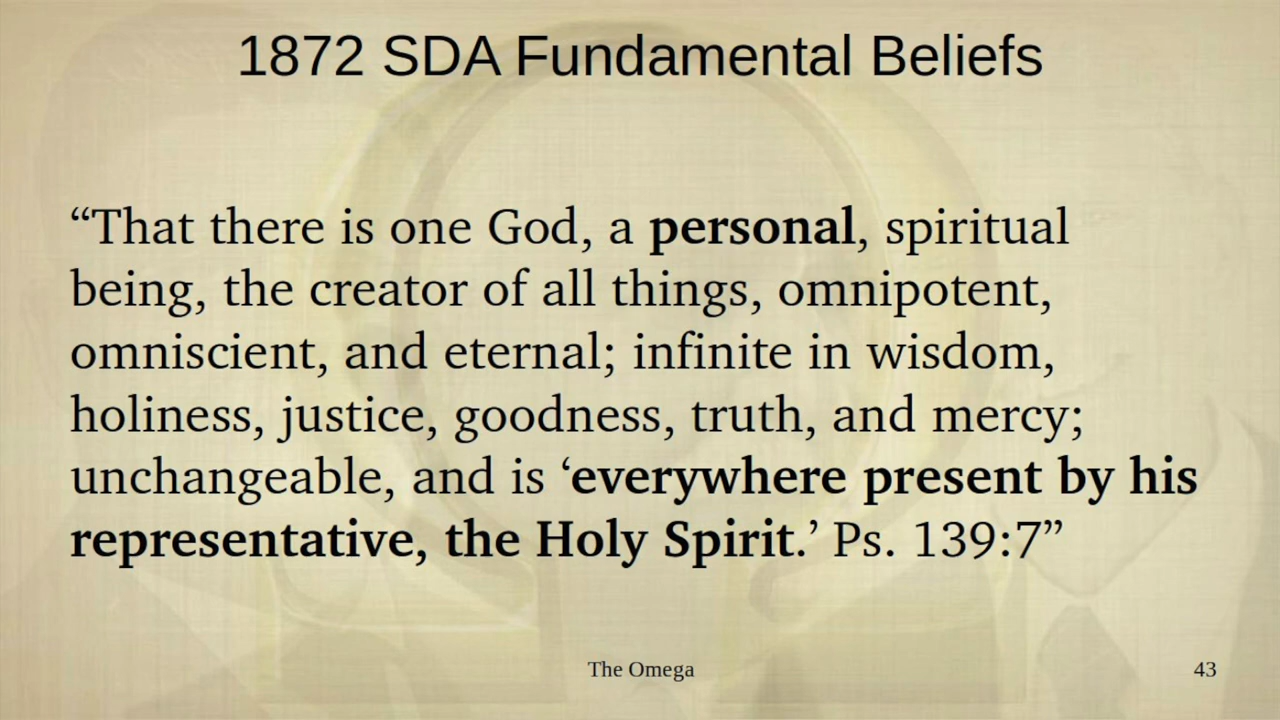 1872 SDA Fundamental Beliefs
“That there is one God, a personal, spiritual
being, the creator of all things, omnipotent,
omniscient, and eternal; infinite in wisdom,
holiness, justice, goodness, truth, and mercy;
unchangeable, and is ‘everywhere present by his
representative, the Holy Spirit.’ Ps. 139:7”
The Omega
43